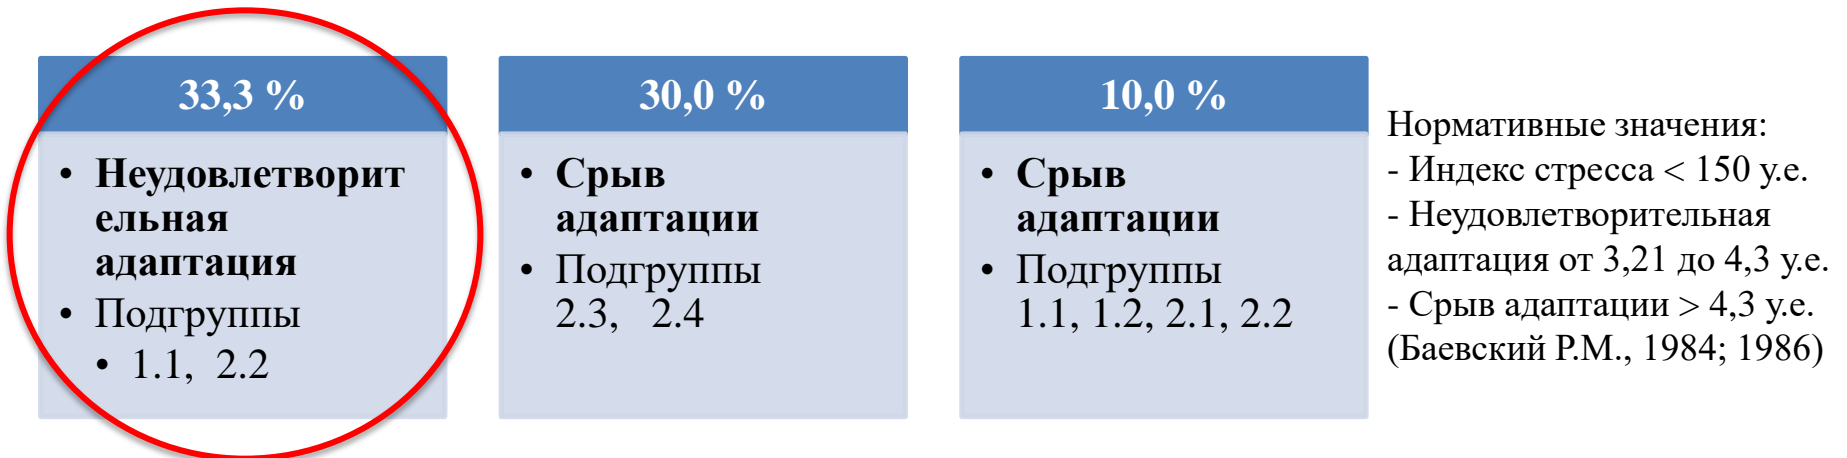 33,3 %
• Неудовлетворит
ельная
адаптация
• Подгруппы
• 1.1, 2.2
30,0 %
• Срыв
адаптации
• Подгруппы
2.3, 2.4
10,0 %
• Срыв
адаптации
• Подгруппы
1.1, 1.2, 2.1, 2.2
Нормативные значения:
- Индекс стресса < 150 у.е.
- Неудовлетворительная
адаптация от 3,21 до 4,3 у.е.
- Срыв адаптации > 4,3 у.е.
(Баевский Р.М., 1984; 1986)